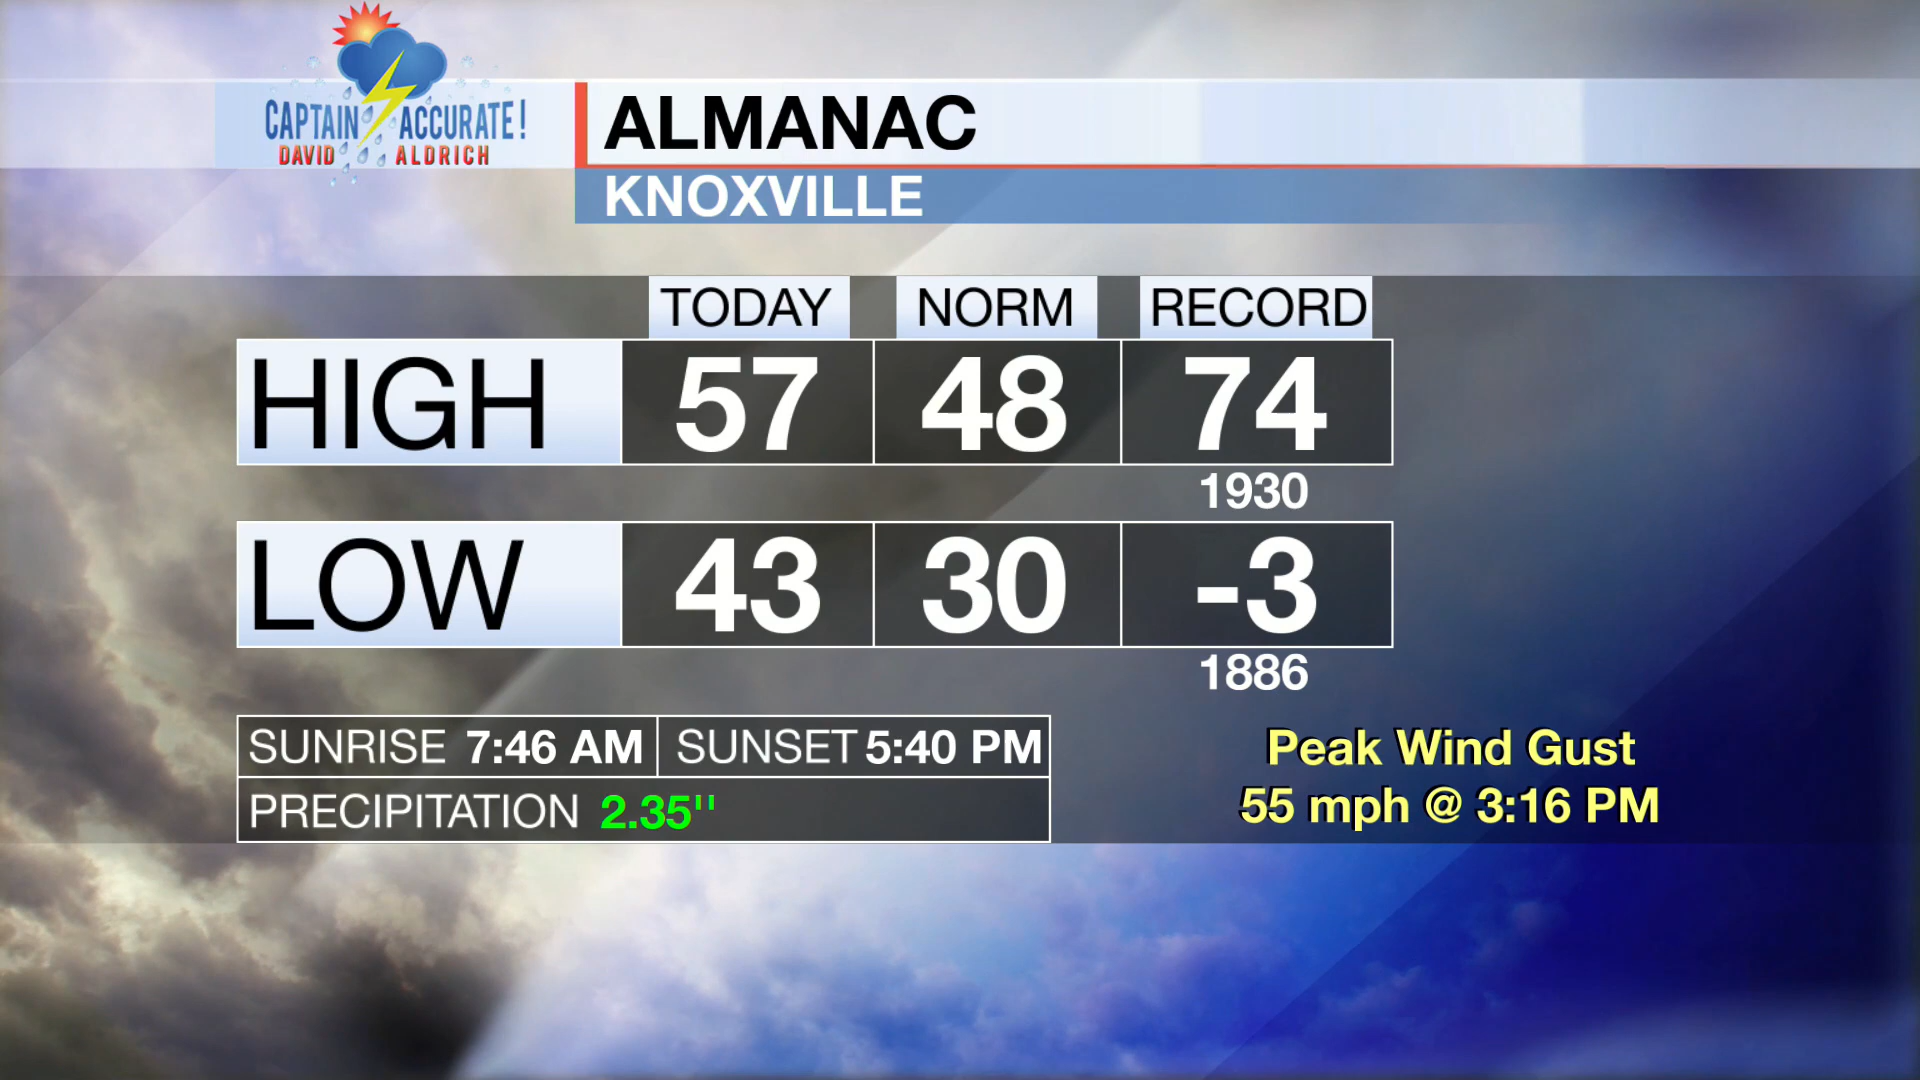 CAPTAIN ACCURATE!
DAVID ALDRICH
ALMANAC
KNOXVILLE
TODAY NORM RECORD
HIGH 57 48 74
1930
LOW 43 30 -3
1886
SUNRISE 7:46 AM SUNSET 5:40 PM
PRECIPITATION 2.35''
Peak Wind Gust
55 mph @ 3:16 PM